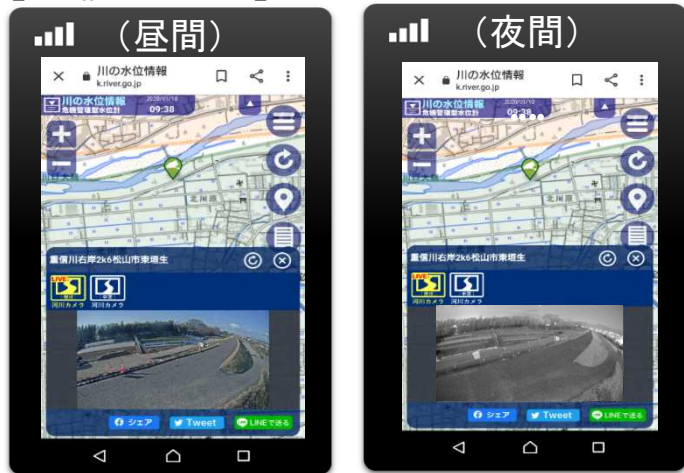 （昼間）
川の水位情報
k.river.go.jp
川の水位情報
危機管理型水位計
09:38
北川原
重信川右岸2k6松山市東垣生
LIVE
河川カメラ
河川カメラ
シェア
Tweet
LINEで送る
（夜間）
川の水位情報
k.river.go.jp
川の水位情報
危機管理型水位計
09:38
北川原
重信川右岸2k6松山市東垣生
LIVE
河川カメラ
河川カメラ
シェア
Tweet
LINEで送る